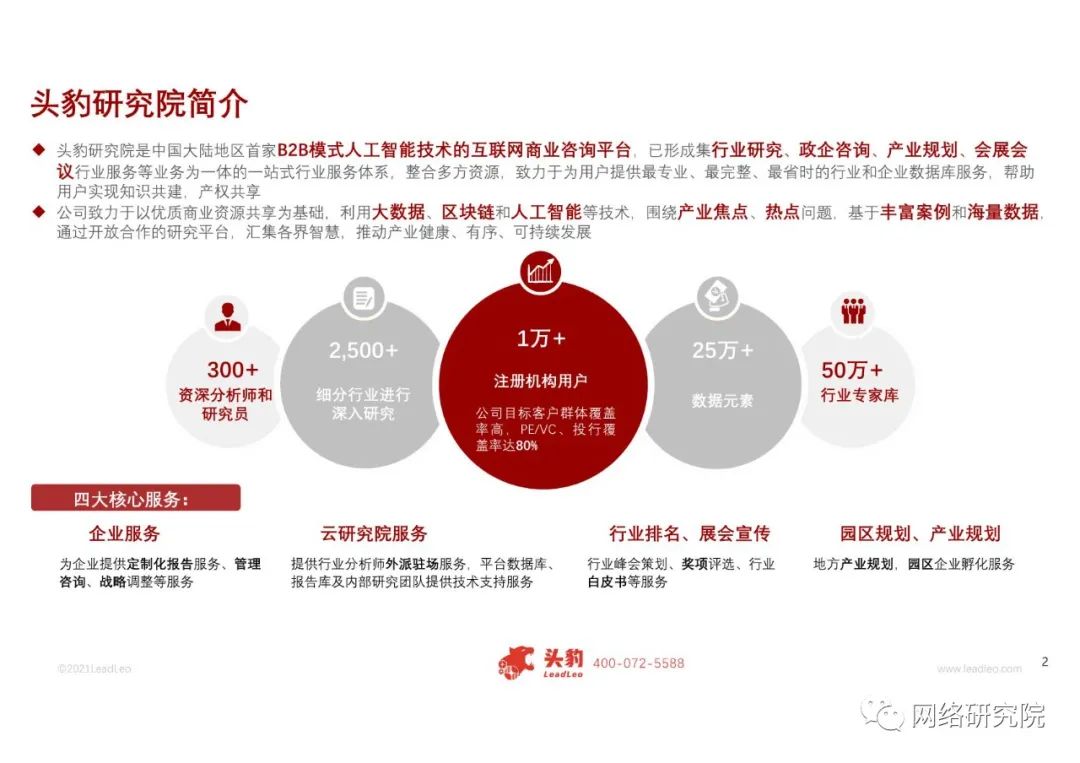 头豹研究院简介
头豹研究院是中国大陆地区首家B2B模式人工智能技术的互联网商业咨询平台，已形成集行业研究、政企咨询、产业规划、会展会
议行业服务等业务为一体的一站式行业服务体系，整合多方资源，致力于为用户提供最专业、最完整、最省时的行业和企业数据库服务，帮助
用户实现知识共建，产权共享
公司致力于以优质商业资源共享为基础，利用大数据、区块链和人工智能等技术，围绕产业焦点、热点问题，基于丰富案例和海量数据，
通过开放合作的研究平台，汇集各界智慧，推动产业健康、有序、可持续发展
300+
资深分析师和
研究员
2,500+
细分行业进行
深入研究
1万+
注册机构用户
公司目标客户群体覆盖
率高，PE/VC、投行覆
盖率达80%
25万+
数据元素
50万+
行业专家库
四大核心服务：
企业服务
为企业提供定制化报告服务、管理
咨询、战略调整等服务
云研究院服务
提供行业分析师外派驻场服务，平台数据库、
报告库及内部研究团队提供技术支持服务
行业排名、展会宣传
行业峰会策划、奖项评选、行业
白皮书等服务
园区规划、产业规划
地方产业规划，园区企业孵化服务
©2021LeadLeo
头豹
LeadLeo
400-072-5588
www.leadleo.com
2
网络研究院